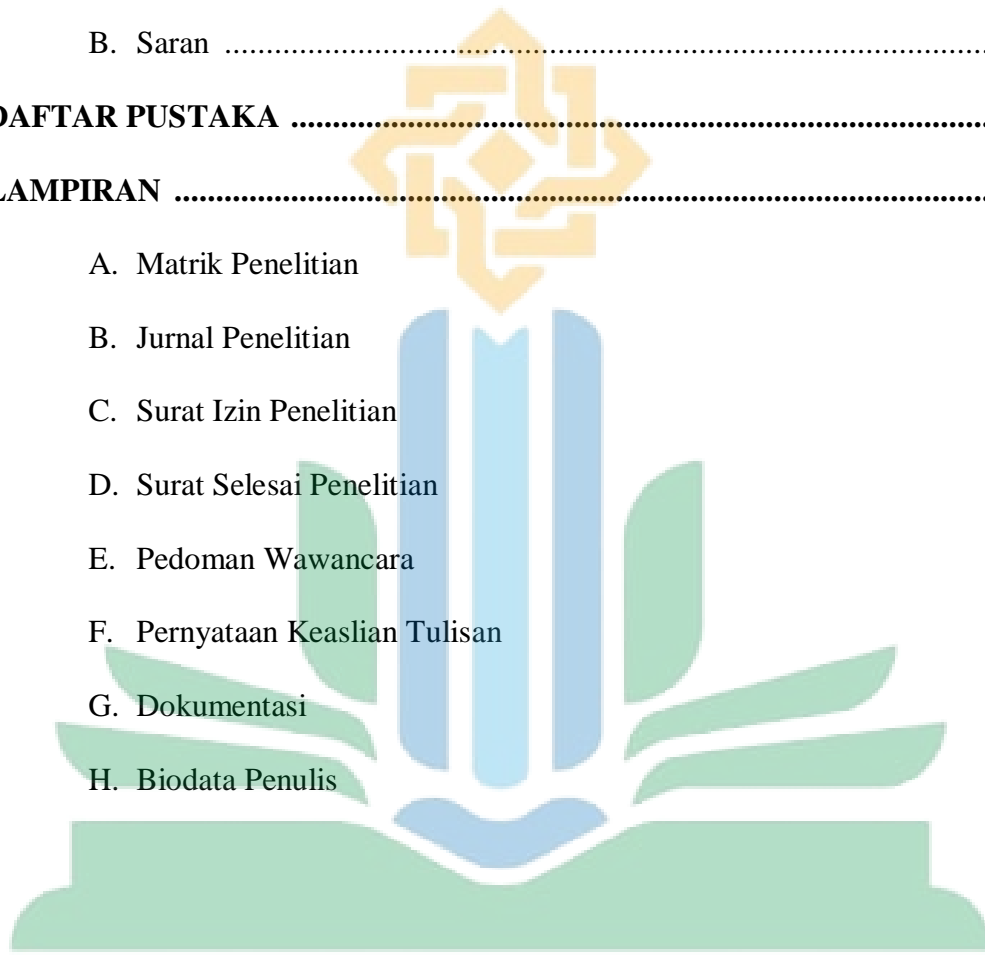 B. Saran ...........................................................................................
DAFTAR PUSTAKA ...................................................................................
LAMPIRAN .................................................................................................
A. Matrik Penelitian
B. Jurnal Penelitian
C. Surat Izin Penelitian
D. Surat Selesai Penelitian
E. Pedoman Wawancara
F. Pernyataan Keaslian Tulisan
G. Dokumentasi
H. Biodata Penulis